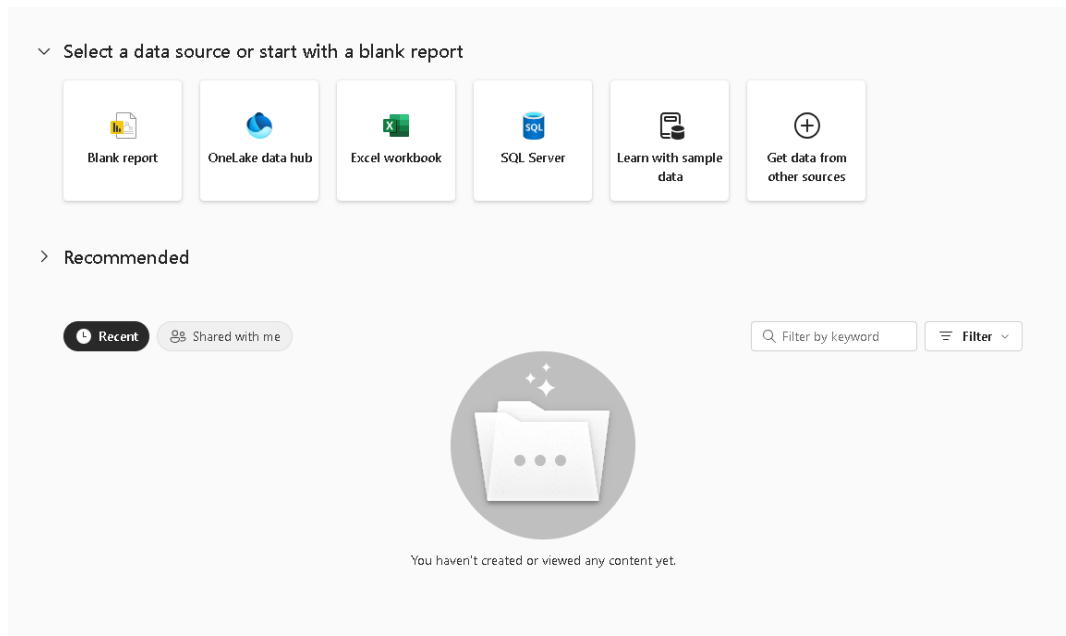 Select a data source or start with a blank report
Blank report
OneLake data hub
Excel workbook
SQL
SQL Server
Learn with sample
data
Get data from
other sources
Recommended
Recent
Shared with me
Filter by keyword
Filter
You haven't created or viewed any content yet.